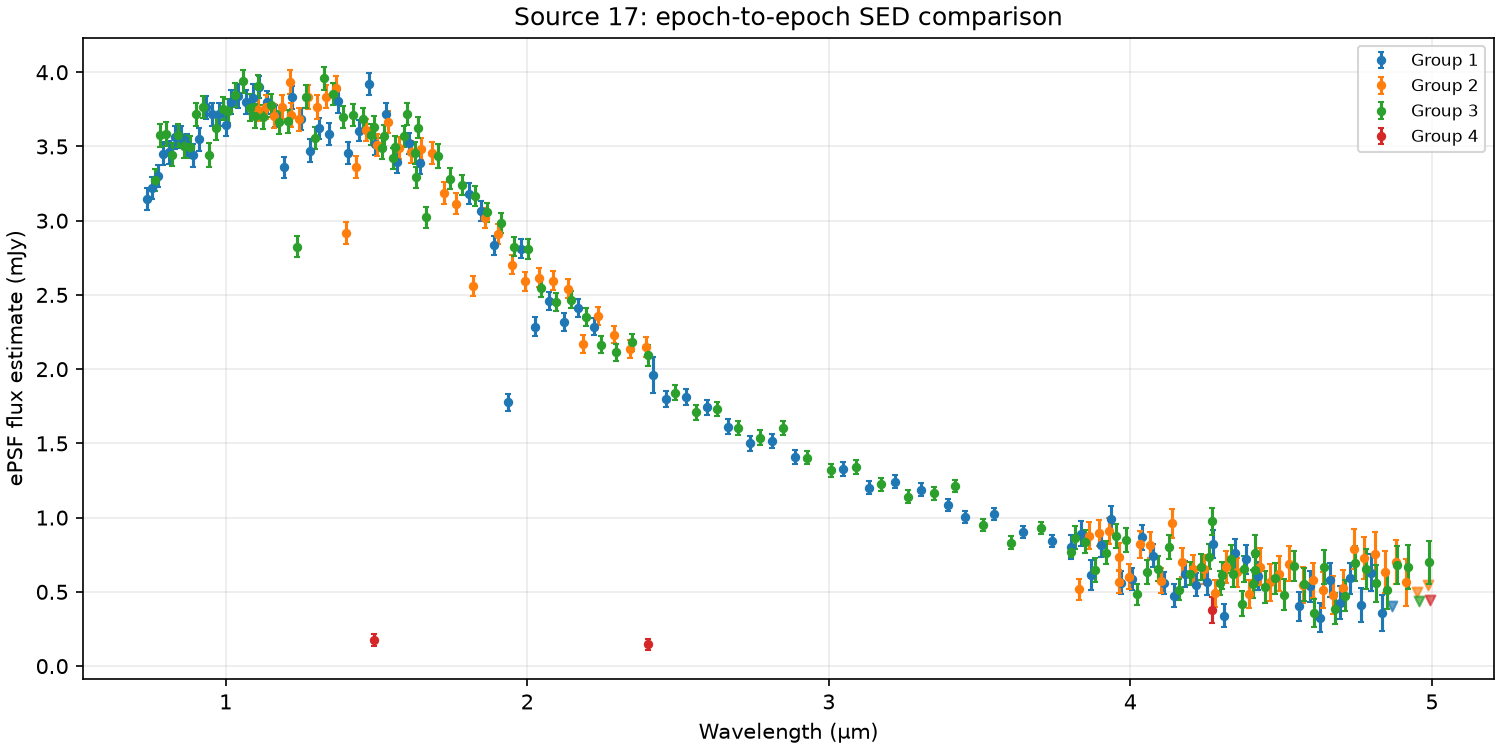 Source 17: epoch-to-epoch SED comparison
Group 1
Group 2
Group 3
Group 4
ePSF flux estimate (mJy)
4.0
3.5
3.0
2.5
2.0
1.5
1.0
0.5
0.0
1 2 3 4 5
Wavelength (μm)